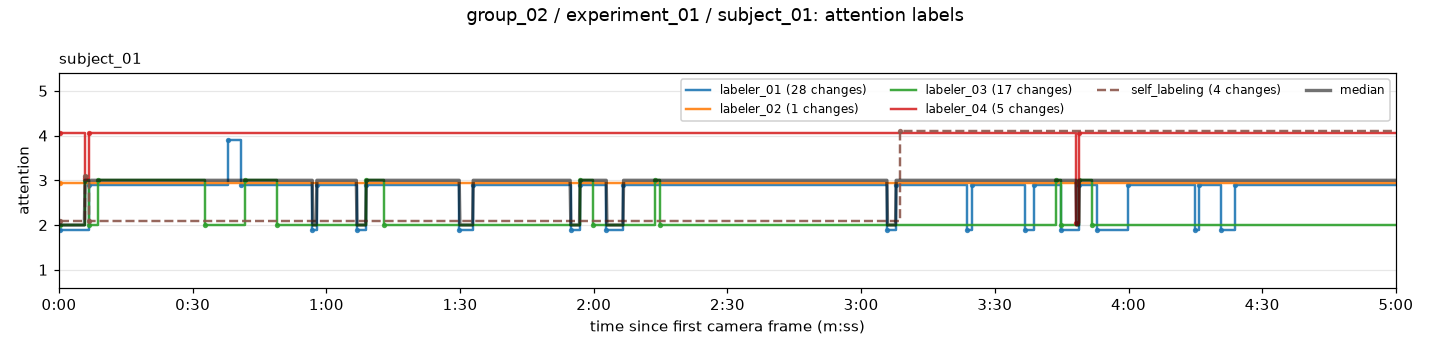 group_02 / experiment_01 / subject_01: attention labels
subject_01
labeler_01 (28 changes)
labeler_02 (1 changes)
labeler_03 (17 changes)
labeler_04 (5 changes)
self_labeling (4 changes)
median
attention
5
4
3
2
1
0:00 0:30 1:00 1:30 2:00 2:30 3:00 3:30 4:00 4:30 5:00
time since first camera frame (m:ss)